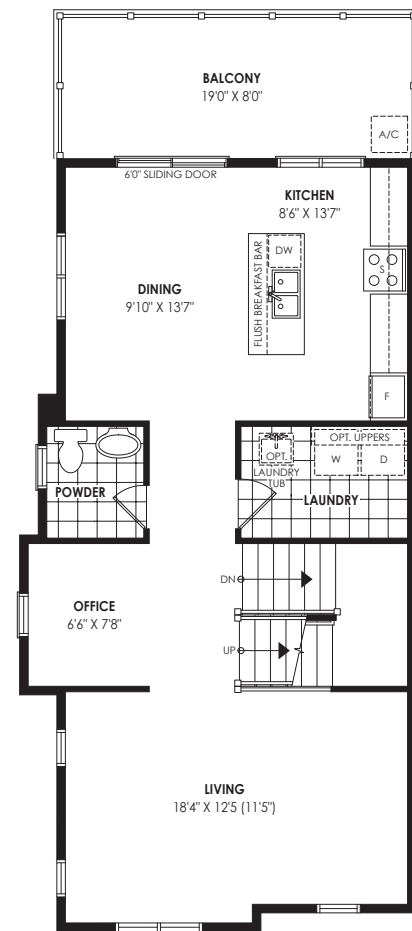 BALCONY
19'0" X 8'0"
A/C
6'0" SLIDING DOOR
KITCHEN
8'6" X 13'7"
DW
FLUSH BREAKFAST BAR
S
DINING
9'10" X 13'7"
F
POWDER
OPT.
LAUNDRY
TUB
OPT. UPPERS
W
D
LAUNDRY
DN
OFFICE
6'6" X 7'8"
UP
LIVING
18'4" X 12'5 (11'5")